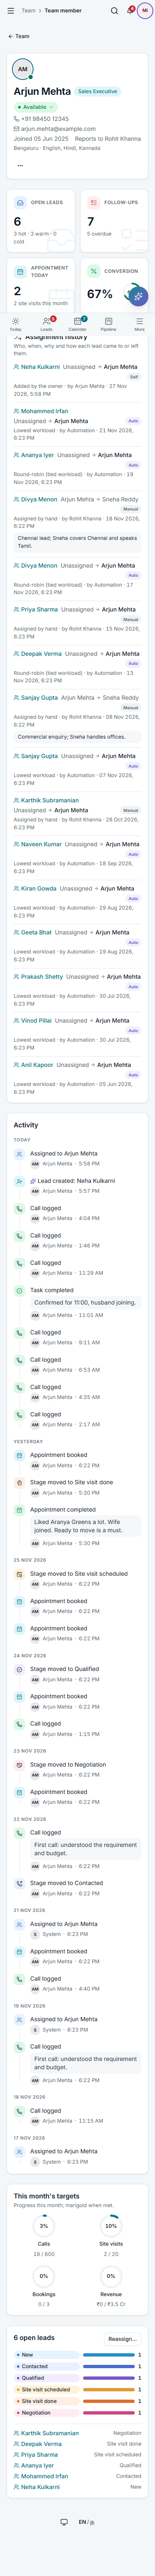 Team > Team member
4
MI
← Team
AM
Arjun Mehta Sales Executive
Available
+91 98450 12345
arjun.mehta@example.com
Joined 05 Jun 2025 Reports to Rohit Khanna
Bengaluru · English, Hindi, Kannada
...
OPEN LEADS
6
3 hot · 3 warm · 0 cold
FOLLOW-UPS
7
5 overdue
APPOINTMENT TODAY
2
2 site visits this month
CONVERSION
67%
Today
Leads
Calendar
Pipeline
More
Assignment history
Who, when, why and how each lead came to or left them.
Neha Kulkarni Unassigned → Arjun Mehta
Self
Added by the owner · by Arjun Mehta · 27 Nov 2026, 5:58 PM
Mohammed Irfan
Unassigned → Arjun Mehta Auto
Lowest workload · by Automation · 21 Nov 2026, 6:23 PM
Ananya Iyer Unassigned → Arjun Mehta
Auto
Round-robin (tied workload) · by Automation · 19 Nov 2026, 6:23 PM
Divya Menon Arjun Mehta → Sneha Reddy
Manual
Assigned by hand · by Rohit Khanna · 18 Nov 2026, 6:22 PM
Chennai lead; Sneha covers Chennai and speaks Tamil.
Divya Menon Unassigned → Arjun Mehta
Auto
Round-robin (tied workload) · by Automation · 17 Nov 2026, 6:23 PM
Priya Sharma Unassigned → Arjun Mehta
Manual
Assigned by hand · by Rohit Khanna · 15 Nov 2026, 6:23 PM
Deepak Verma Unassigned → Arjun Mehta
Auto
Round-robin (tied workload) · by Automation · 13 Nov 2026, 6:23 PM
Sanjay Gupta Arjun Mehta → Sneha Reddy
Manual
Assigned by hand · by Rohit Khanna · 08 Nov 2026, 6:22 PM
Commercial enquiry; Sneha handles offices.
Sanjay Gupta Unassigned → Arjun Mehta
Auto
Lowest workload · by Automation · 07 Nov 2026, 6:23 PM
Karthik Subramanian
Unassigned → Arjun Mehta Manual
Assigned by hand · by Rohit Khanna · 28 Oct 2026, 6:23 PM
Naveen Kumar Unassigned → Arjun Mehta
Auto
Lowest workload · by Automation · 18 Sep 2026, 6:23 PM
Kiran Gowda Unassigned → Arjun Mehta
Auto
Lowest workload · by Automation · 29 Aug 2026, 6:23 PM
Geeta Bhat Unassigned → Arjun Mehta
Auto
Lowest workload · by Automation · 19 Aug 2026, 6:23 PM
Prakash Shetty Unassigned → Arjun Mehta
Auto
Lowest workload · by Automation · 30 Jul 2026, 6:23 PM
Vinod Pillai Unassigned → Arjun Mehta
Auto
Lowest workload · by Automation · 30 Jul 2026, 6:23 PM
Anil Kapoor Unassigned → Arjun Mehta
Auto
Lowest workload · by Automation · 05 Jun 2026, 6:23 PM
Activity
TODAY
Assigned to Arjun Mehta
AM Arjun Mehta · 5:58 PM
Lead created: Neha Kulkarni
AM Arjun Mehta · 5:57 PM
Call logged
AM Arjun Mehta · 4:04 PM
Call logged
AM Arjun Mehta · 1:46 PM
Call logged
AM Arjun Mehta · 11:29 AM
Task completed
Confirmed for 11:00, husband joining.
AM Arjun Mehta · 11:01 AM
Call logged
AM Arjun Mehta · 9:11 AM
Call logged
AM Arjun Mehta · 6:53 AM
Call logged
AM Arjun Mehta · 4:35 AM
Call logged
AM Arjun Mehta · 2:17 AM
YESTERDAY
Appointment booked
AM Arjun Mehta · 6:22 PM
Stage moved to Site visit done
AM Arjun Mehta · 5:30 PM
Appointment completed
Liked Aranya Greens a lot. Wife joined. Ready to move is a must.
AM Arjun Mehta · 5:30 PM
25 NOV 2026
Stage moved to Site visit scheduled
AM Arjun Mehta · 6:22 PM
Appointment booked
AM Arjun Mehta · 6:22 PM
Appointment booked
AM Arjun Mehta · 6:22 PM
24 NOV 2026
Stage moved to Qualified
AM Arjun Mehta · 6:22 PM
Appointment booked
AM Arjun Mehta · 6:22 PM
Call logged
AM Arjun Mehta · 1:15 PM
23 NOV 2026
Stage moved to Negotiation
AM Arjun Mehta · 6:22 PM
Appointment booked
AM Arjun Mehta · 6:22 PM
22 NOV 2026
Call logged
First call: understood the requirement and budget.
AM Arjun Mehta · 6:22 PM
Stage moved to Contacted
AM Arjun Mehta · 6:22 PM
21 NOV 2026
Assigned to Arjun Mehta
S System · 6:23 PM
Appointment booked
AM Arjun Mehta · 6:22 PM
Call logged
AM Arjun Mehta · 4:40 PM
19 NOV 2026
Assigned to Arjun Mehta
S System · 6:23 PM
Call logged
First call: understood the requirement and budget.
AM Arjun Mehta · 6:22 PM
18 NOV 2026
Call logged
AM Arjun Mehta · 11:15 AM
17 NOV 2026
Assigned to Arjun Mehta
S System · 6:23 PM
This month's targets
Progress this month; marigold when met.
3%
Calls
19 / 600
10%
Site visits
2 / 20
0%
Bookings
0 / 3
0%
Revenue
₹0 / ₹3.5 Cr
6 open leads Reassign...
New 1
Contacted 1
Qualified 1
Site visit scheduled 1
Site visit done 1
Negotiation 1
Karthik Subramanian Negotiation
Deepak Verma Site visit done
Priya Sharma Site visit scheduled
Ananya Iyer Qualified
Mohammed Irfan Contacted
Neha Kulkarni New
EN /